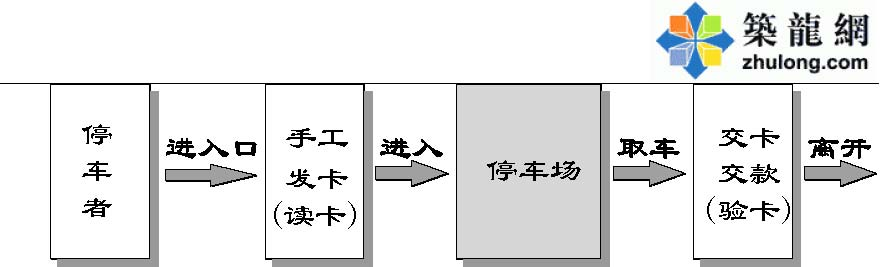 築龍網
zhulong.com
停
车
者
进入口
手工
发卡
(读卡)
进入
停车场
取车
交卡
交款
(验卡)
离开